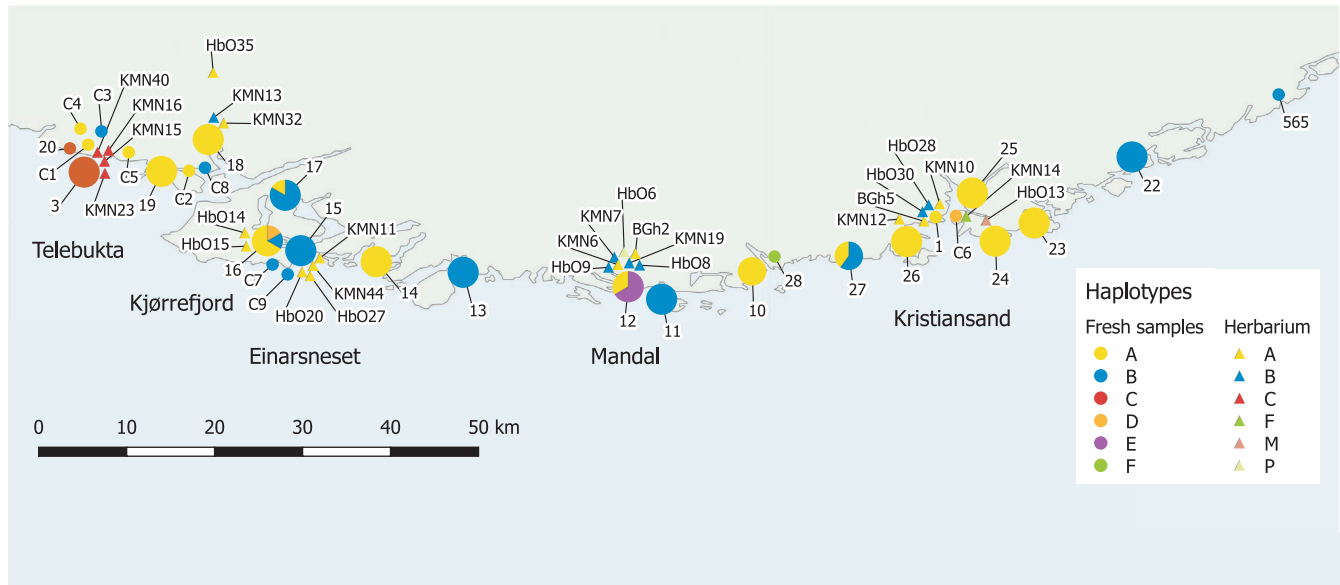 HbO35
KMN40
C3
KMN16
C4
KMN13
KMN15
KMN32
20
C1
C5
18
17
C8
3
KMN23
19
C2
565
HbO28
25
KMN10
KMN14
HbO30
HbO13
BGh5
KMN12
22
1
C6
23
26
24
HbO14
15
KMN11
HbO6
KMN7
BGh2
KMN6
KMN19
Telebukta
HbO15
16
HbO9
HbO8
C7
KMN44
14
28
27
Kjørrefjord
C9
HbO20
HbO27
13
12
11
10
Kristiansand
Einarsneset
Mandal
Haplotypes
Fresh samples Herbarium
A A
B B
C C
D F
E M
F P
0 10 20 30 40 50 km